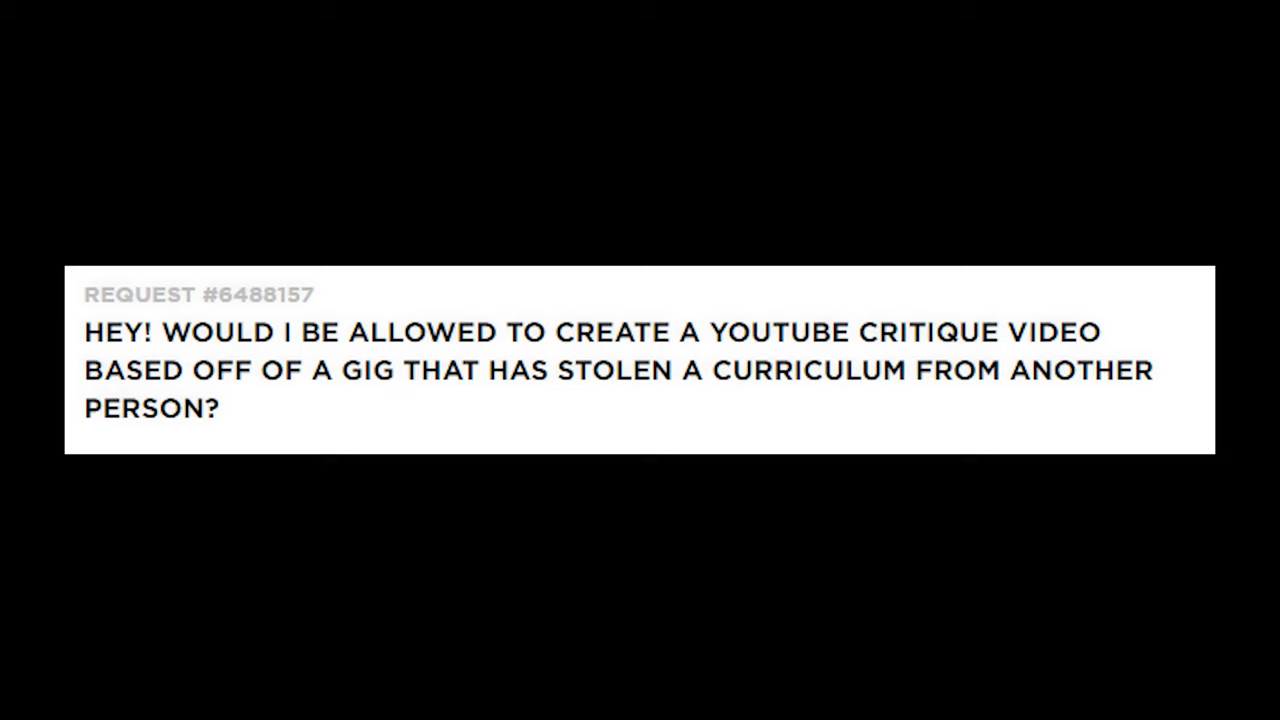 REQUEST #6488157
HEY! WOULD I BE ALLOWED TO CREATE A YOUTUBE CRITIQUE VIDEO
BASED OFF OF A GIG THAT HAS STOLEN A CURRICULUM FROM ANOTHER
PERSON?